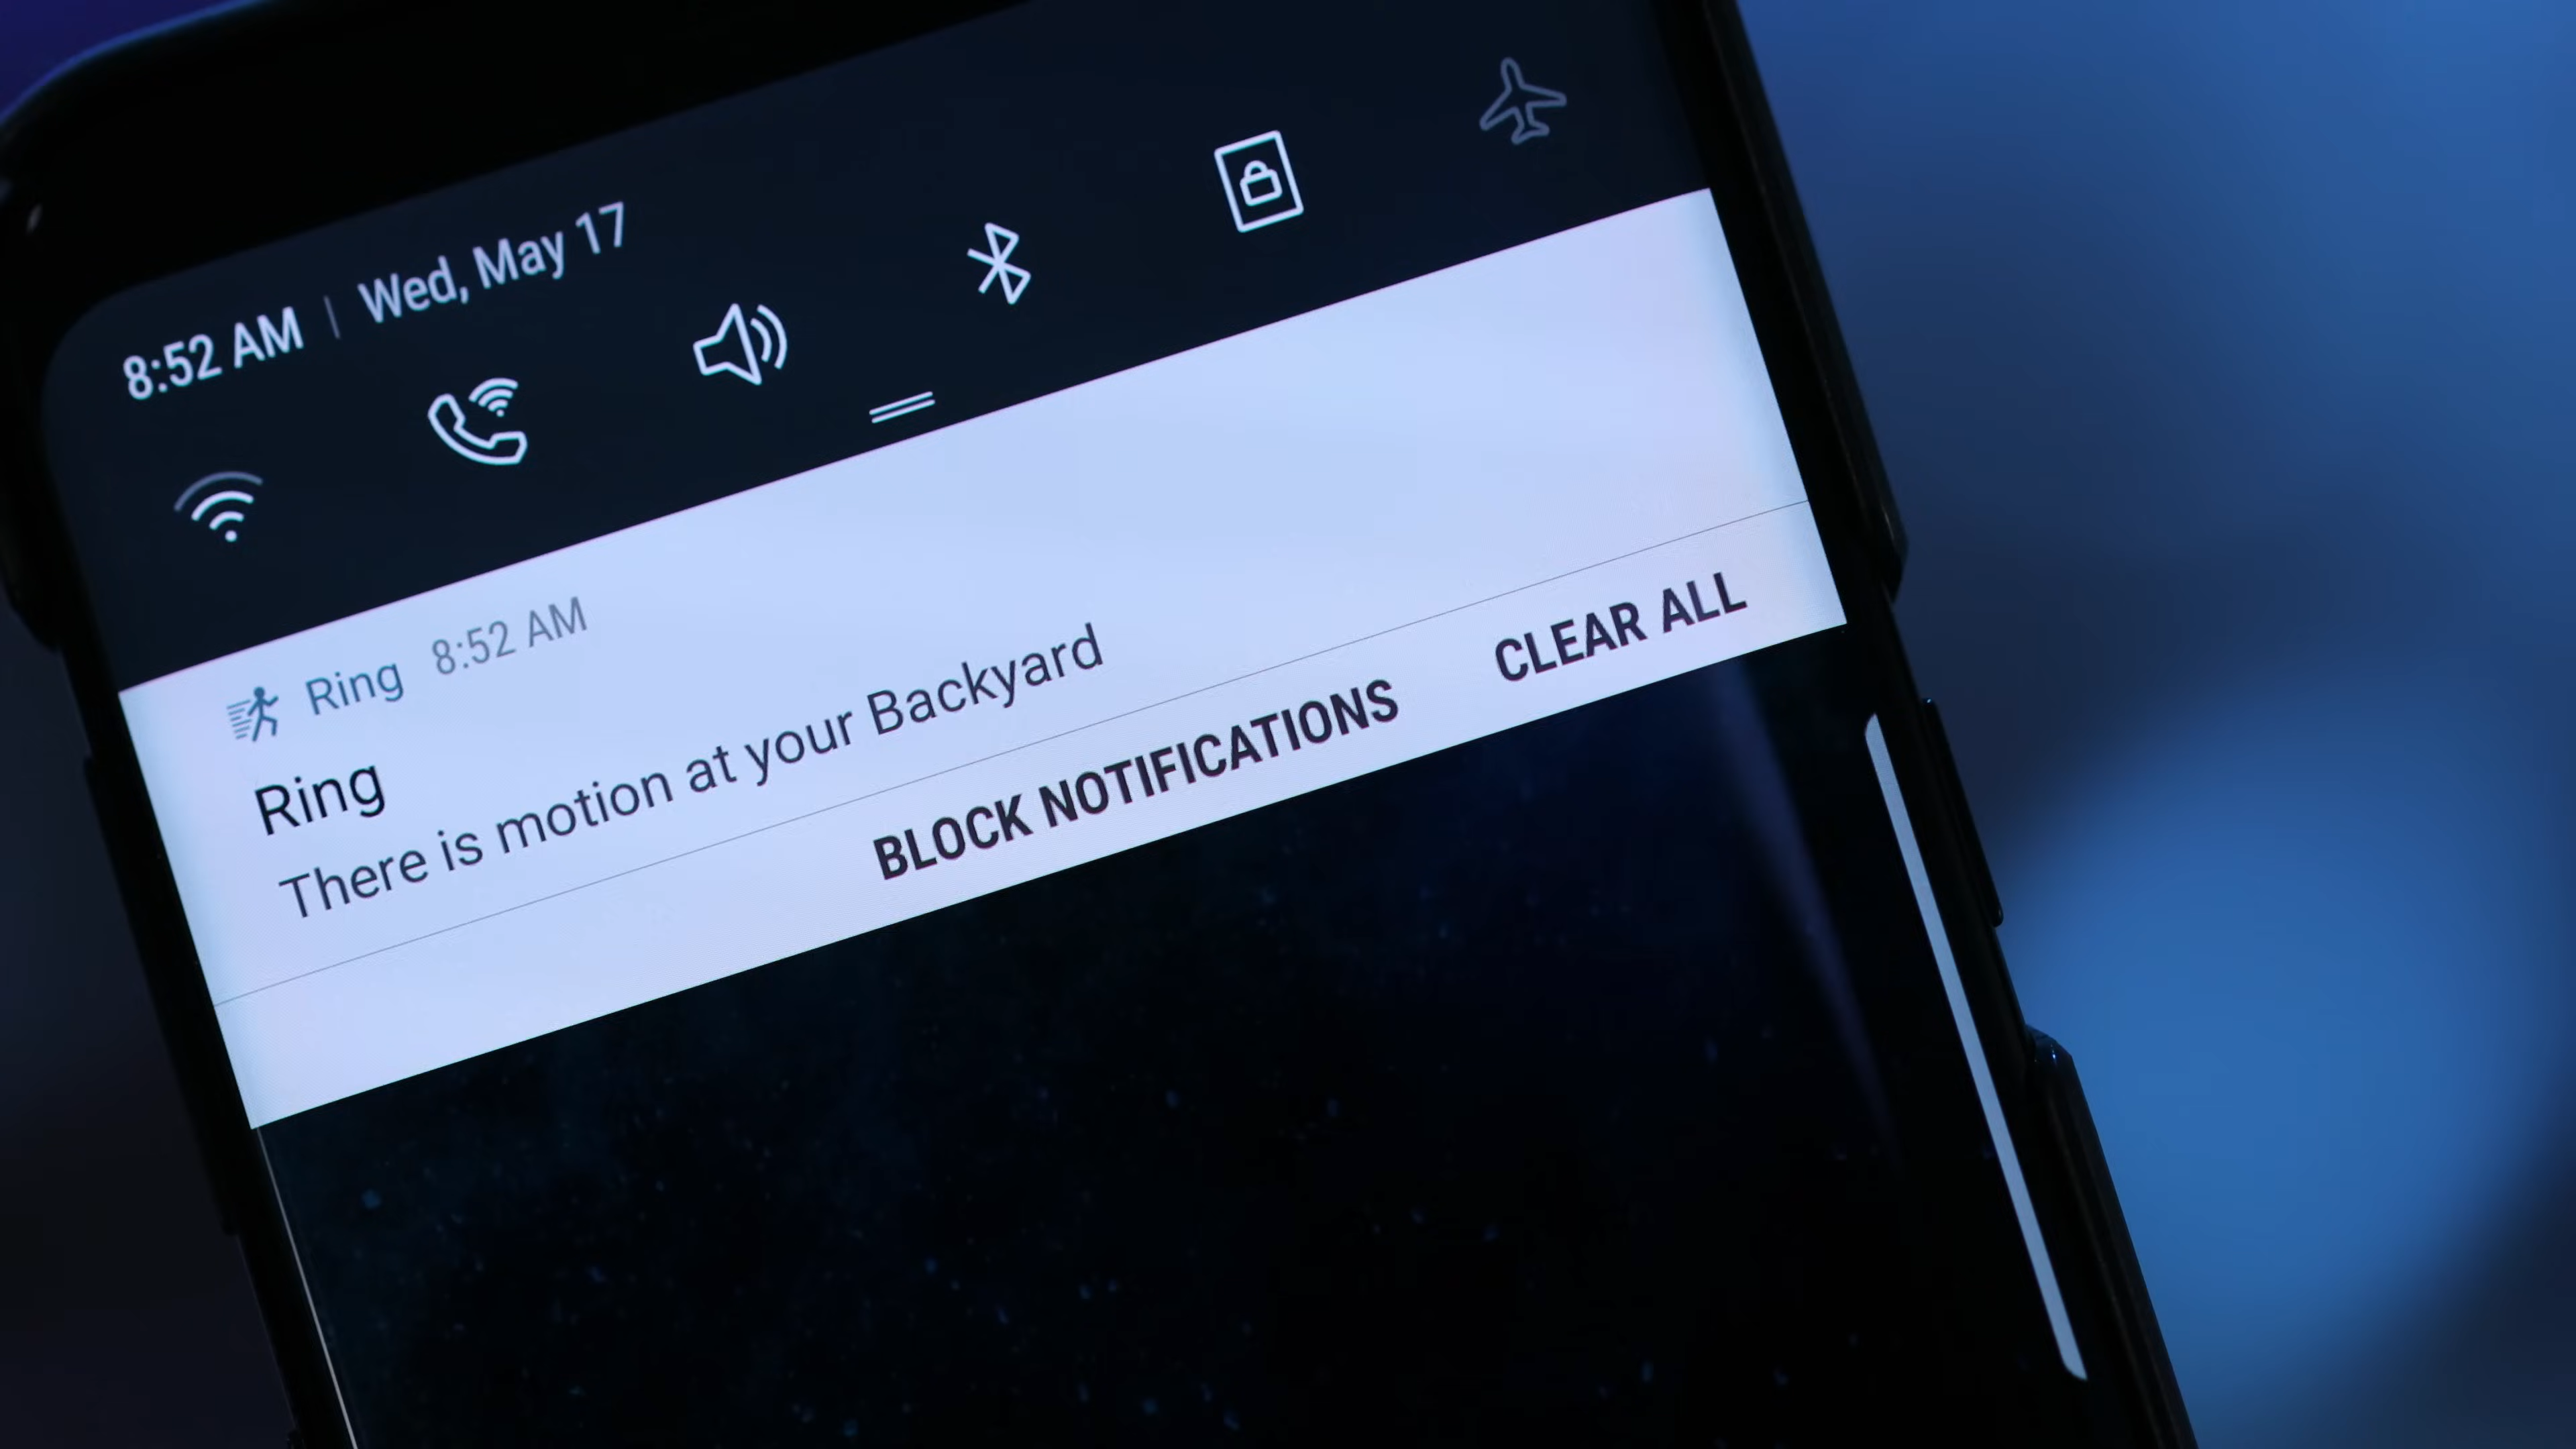 8:52 AM | Wed, May 17
Ring 8:52 AM
Ring
There is motion at your Backyard
BLOCK NOTIFICATIONS CLEAR ALL